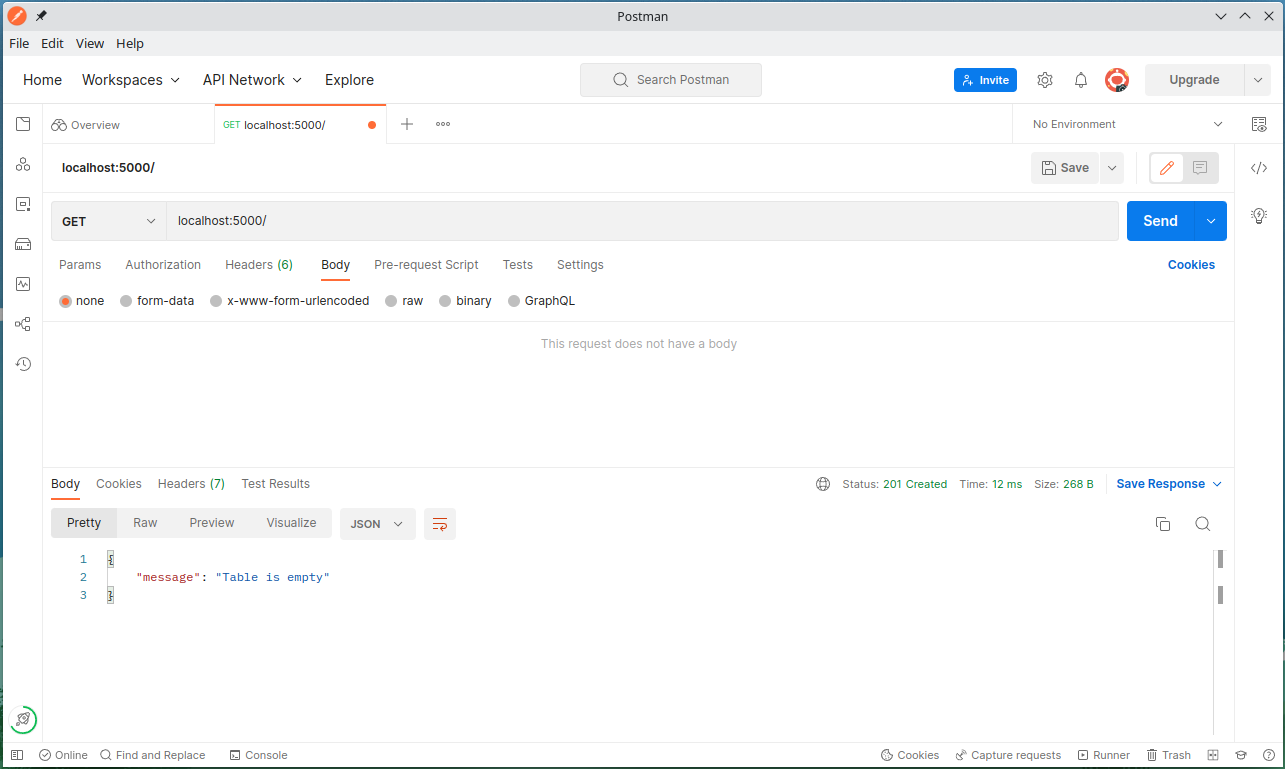 Postman
File Edit View Help
Home Workspaces API Network Explore Search Postman Invite Upgrade
Overview GET localhost:5000/ No Environment
localhost:5000/ Save
GET localhost:5000/ Send
Params Authorization Headers (6) Body Pre-request Script Tests Settings Cookies
none form-data x-www-form-urlencoded raw binary GraphQL
This request does not have a body
Body Cookies Headers (7) Test Results Status: 201 Created Time: 12 ms Size: 268 B Save Response
Pretty Raw Preview Visualize JSON
1 {
2 "message": "Table is empty"
3 }
Online Find and Replace Console Cookies Capture requests Runner Trash